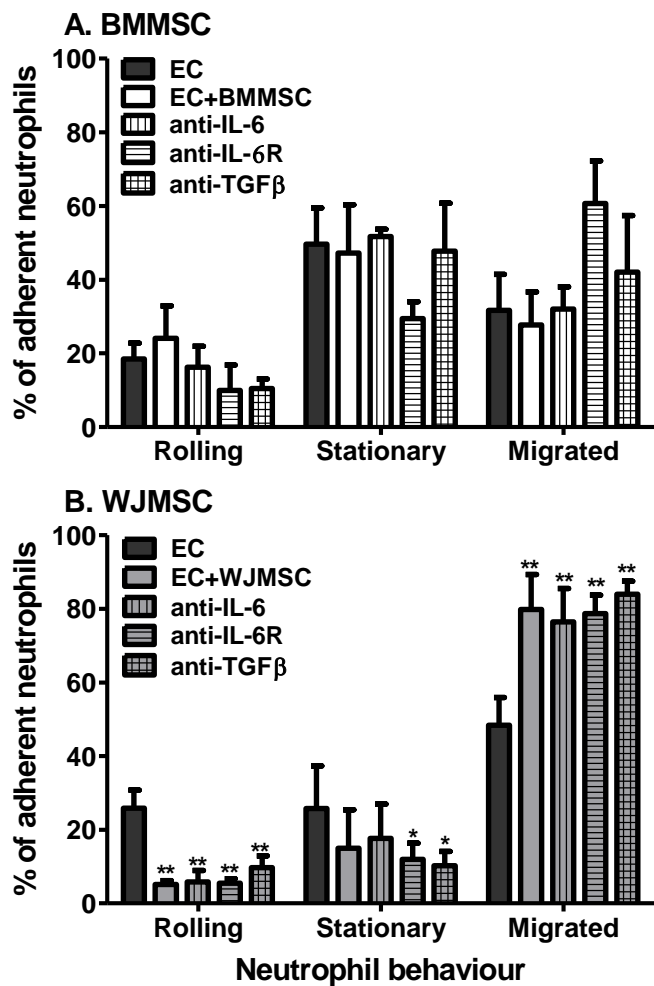 A. BMMSC
100
80
60
40
20
0
% of adherent neutrophils
EC
EC+BMMSC
anti-IL-6
anti-IL-6R
anti-TGFβ
Rolling Stationary Migrated
B. WJMSC
100
80
60
40
20
0
% of adherent neutrophils
EC
EC+WJMSC
anti-IL-6
anti-IL-6R
anti-TGFβ
** ** ** **
* *
** ** ** **
Rolling Stationary Migrated
Neutrophil behaviour